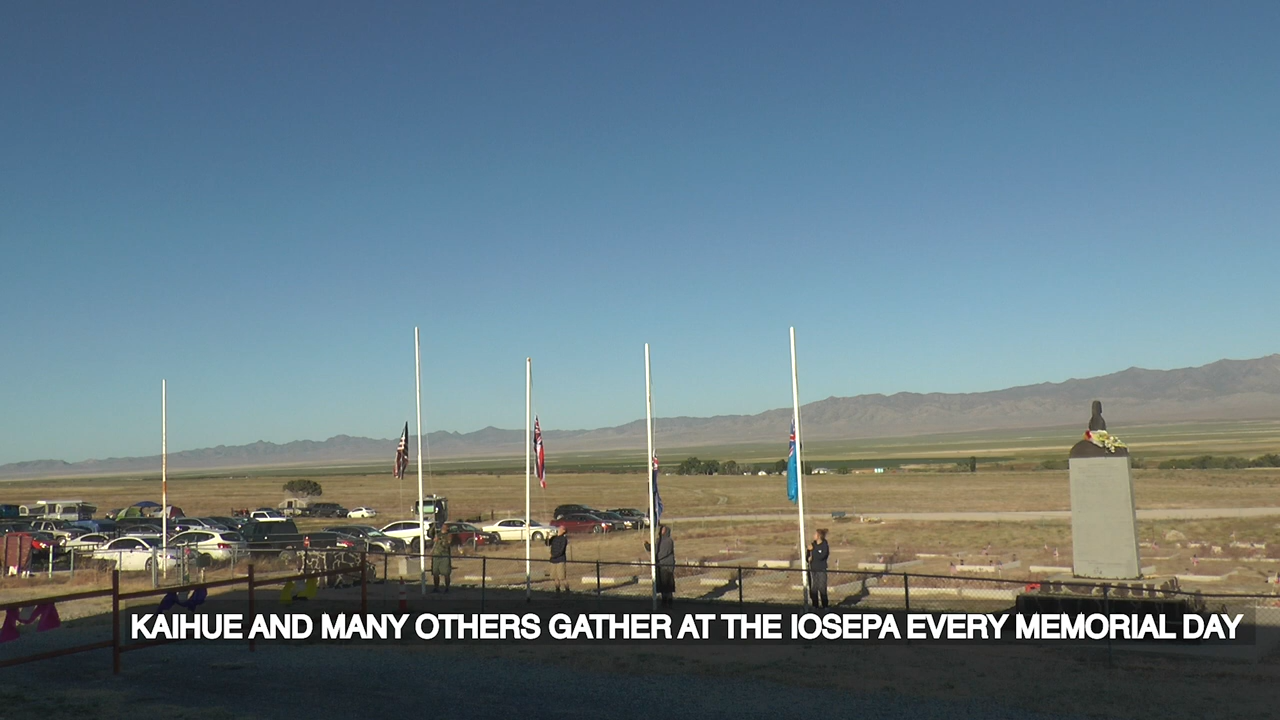 KAIHUE AND MANY OTHERS GATHER AT THE IOSEPA EVERY MEMORIAL DAY